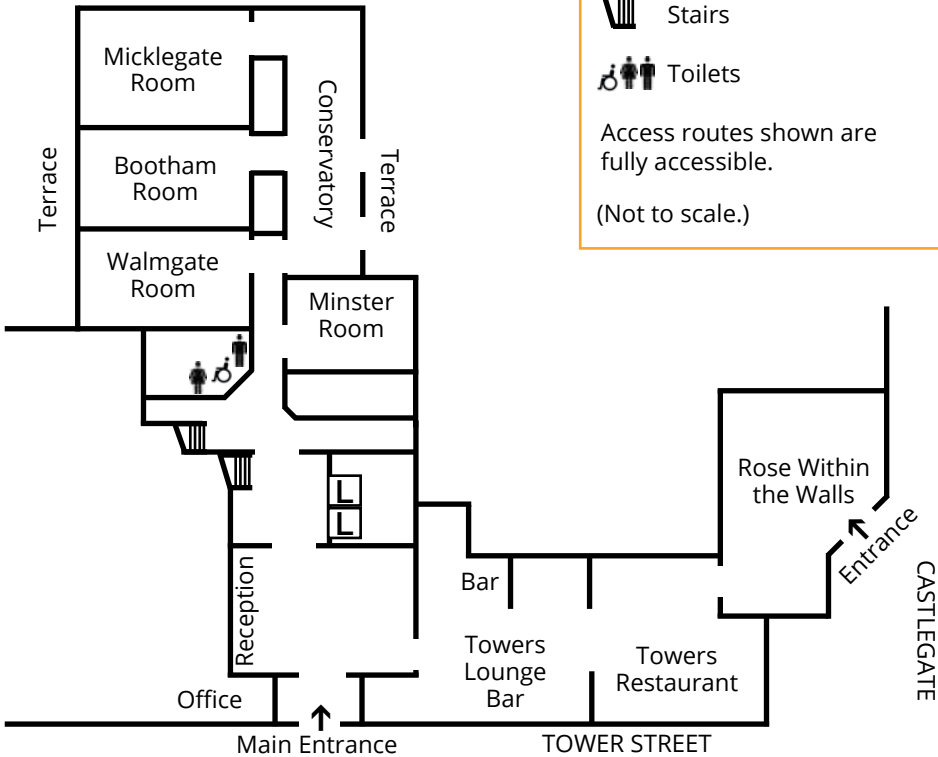 Stairs
Toilets
Access routes shown are
fully accessible.
(Not to scale.)
Micklegate
Room
Conservatory
Terrace
Terrace
Bootham
Room
Walmgate
Room
Minster
Room
L
L
Rose Within
the Walls
Entrance
CASTLEGATE
Reception
Bar
Towers
Lounge
Bar
Towers
Restaurant
Office
Main Entrance
TOWER STREET